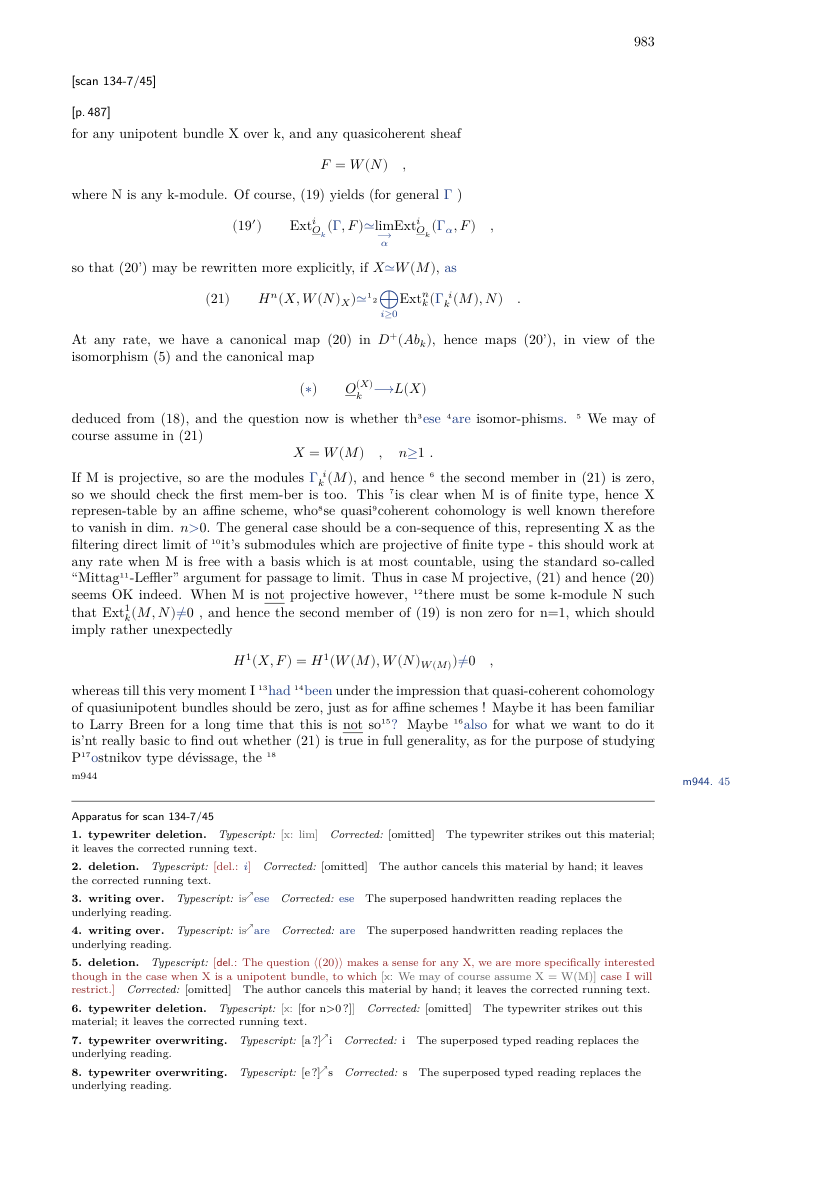 983
[scan 134-7/45]
[p. 487]
for any unipotent bundle X over k, and any quasicoherent sheaf
F = W(N) ,
where N is any k-module. Of course, (19) yields (for general Γ )
(19′) Ext^i_{O_k}(Γ, F)≃lim_{→ α}Ext^i_{O_k}(Γ_α, F) ,
so that (20’) may be rewritten more explicitly, if X≃W(M), as
(21) H^n(X, W(N)_X)≃¹ ²⊕_{i≥0}Ext^n_k(Γ_k^i(M), N) .
At any rate, we have a canonical map (20) in D^+(Ab_k), hence maps (20’), in view of the
isomorphism (5) and the canonical map
(∗) O_k^{(X)}⟶L(X)
deduced from (18), and the question now is whether th³ese ⁴are isomor-phisms. ⁵ We may of
course assume in (21)
X = W(M) , n≥1 .
If M is projective, so are the modules Γ_k^i(M), and hence ⁶ the second member in (21) is zero,
so we should check the first mem-ber is too. This ⁷is clear when M is of finite type, hence X
represen-table by an affine scheme, who⁸se quasi⁹coherent cohomology is well known therefore
to vanish in dim. n>0. The general case should be a con-sequence of this, representing X as the
filtering direct limit of ¹⁰it’s submodules which are projective of finite type - this should work at
any rate when M is free with a basis which is at most countable, using the standard so-called
“Mittag¹¹-Leffler” argument for passage to limit. Thus in case M projective, (21) and hence (20)
seems OK indeed. When M is not projective however, ¹²there must be some k-module N such
that Ext^1_k(M, N)≠0 , and hence the second member of (19) is non zero for n=1, which should
imply rather unexpectedly
H^1(X, F) = H^1(W(M), W(N)_{W(M)})≠0 ,
whereas till this very moment I ¹³had ¹⁴been under the impression that quasi-coherent cohomology
of quasiunipotent bundles should be zero, just as for affine schemes ! Maybe it has been familiar
to Larry Breen for a long time that this is not so¹⁵? Maybe ¹⁶also for what we want to do it
is’nt really basic to find out whether (21) is true in full generality, as for the purpose of studying
P¹⁷ostnikov type dévissage, the ¹⁸
m944
m944. 45
Apparatus for scan 134-7/45
1. typewriter deletion. Typescript: [x: lim] Corrected: [omitted] The typewriter strikes out this material;
it leaves the corrected running text.
2. deletion. Typescript: [del.: i] Corrected: [omitted] The author cancels this material by hand; it leaves
the corrected running text.
3. writing over. Typescript: is↗ese Corrected: ese The superposed handwritten reading replaces the
underlying reading.
4. writing over. Typescript: is↗are Corrected: are The superposed handwritten reading replaces the
underlying reading.
5. deletion. Typescript: [del.: The question ⟨(20)⟩ makes a sense for any X, we are more specifically interested
though in the case when X is a unipotent bundle, to which [x: We may of course assume X = W(M)] case I will
restrict.] Corrected: [omitted] The author cancels this material by hand; it leaves the corrected running text.
6. typewriter deletion. Typescript: [x: [for n>0 ?]] Corrected: [omitted] The typewriter strikes out this
material; it leaves the corrected running text.
7. typewriter overwriting. Typescript: [a ?]↗i Corrected: i The superposed typed reading replaces the
underlying reading.
8. typewriter overwriting. Typescript: [e ?]↗s Corrected: s The superposed typed reading replaces the
underlying reading.